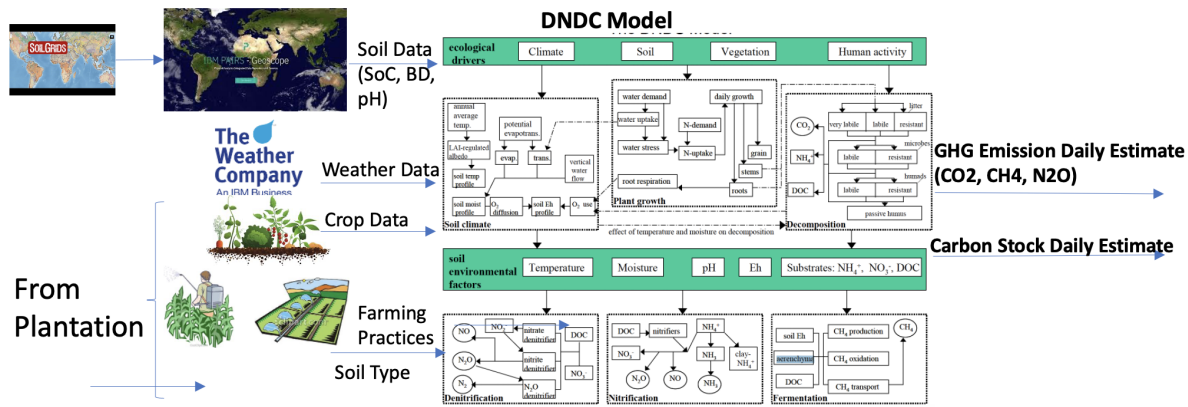 DNDC Model
The DNDC Model
SOILGRIDS
IBM PAIRS - Geoscope
Soil Data
(SoC, BD,
pH)
The
Weather
Company
An IBM Business
Weather Data
Crop Data
From
Plantation
Farming
Practices
Soil Type
ecological
drivers
Climate
Soil
Vegetation
Human activity
annual
average
temp.
potential
evapotrans.
LAI-regulated
albedo
evap.
trans.
vertical
water
flow
soil temp
profile
soil moist
profile
O2
diffusion
soil Eh
profile
O2 use
Soil climate
water demand
daily growth
water uptake
N-demand
water stress
N-uptake
grain
stems
root respiration
roots
Plant growth
litter
CO2
very labile
labile
resistant
microbes
NH4+
labile
resistant
humads
DOC
labile
resistant
passive humus
Decomposition
effect of temperature and moisture on decomposition
soil
environmental
factors
Temperature
Moisture
pH
Eh
Substrates: NH4+, NO3-, DOC
NO
NO2-
nitrate
denitrifier
DOC
N2O
nitrite
denitrifier
NO3-
N2
N2O
denitrifier
Denitrification
DOC
nitrifiers
NH4+
NO3-
NH3
clay-
NH4+
N2O
NO
NH3
Nitrification
soil Eh
CH4 production
CH4
aerenchyma
CH4 oxidation
DOC
CH4 transport
Fermentation
GHG Emission Daily Estimate
(CO2, CH4, N2O)
Carbon Stock Daily Estimate